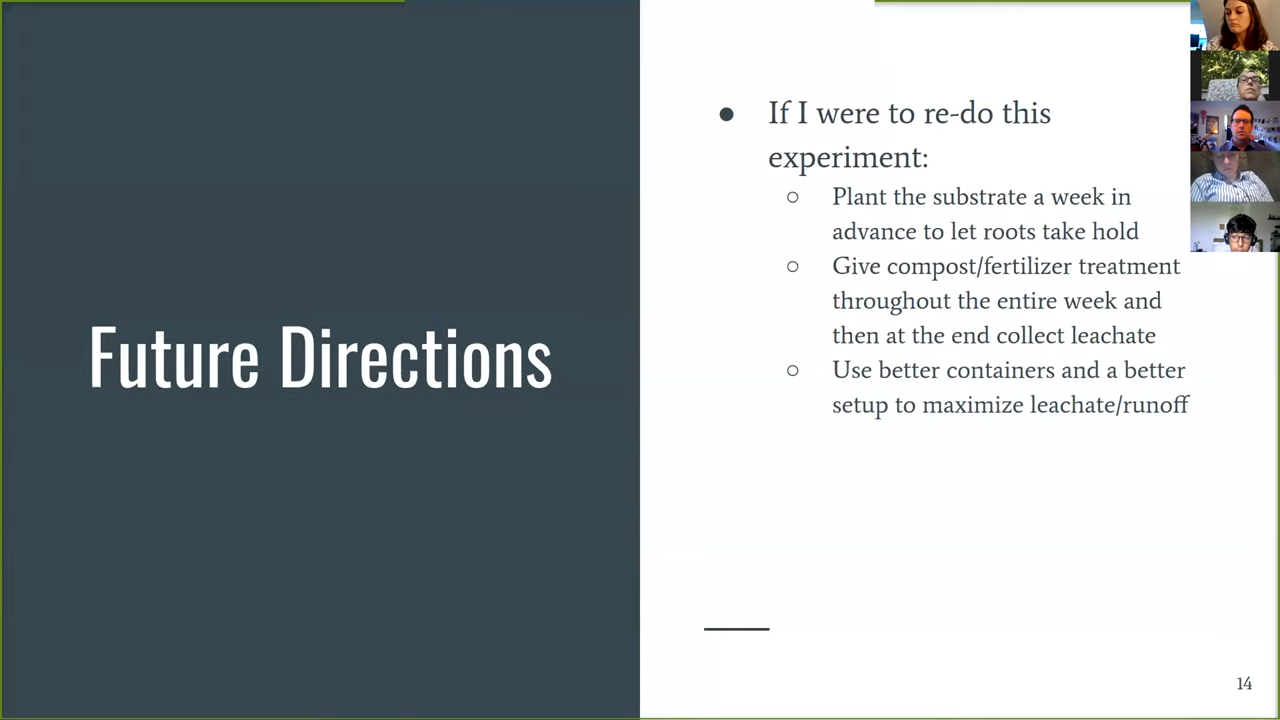 Future Directions
● If I were to re-do this
experiment:
○ Plant the substrate a week in
advance to let roots take hold
○ Give compost/fertilizer treatment
throughout the entire week and
then at the end collect leachate
○ Use better containers and a better
setup to maximize leachate/runoff
14